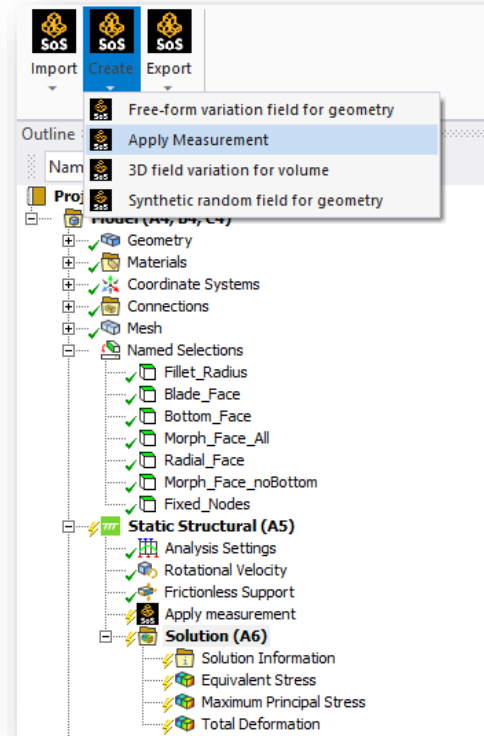 SoS SoS SoS
Import Create Export
Free-form variation field for geometry
Outline
Apply Measurement
Nam
3D field variation for volume
Proj
Synthetic random field for geometry
Model (A4, B4, C4)
Geometry
Materials
Coordinate Systems
Connections
Mesh
Named Selections
Fillet_Radius
Blade_Face
Bottom_Face
Morph_Face_All
Radial_Face
Morph_Face_noBottom
Fixed_Nodes
Static Structural (A5)
Analysis Settings
Rotational Velocity
Frictionless Support
Apply measurement
Solution (A6)
Solution Information
Equivalent Stress
Maximum Principal Stress
Total Deformation